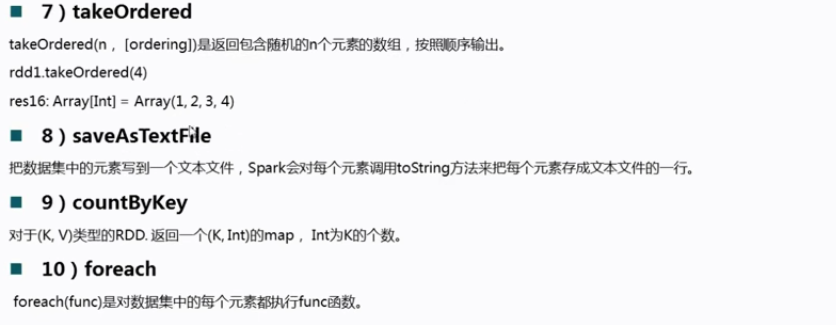 7）takeOrdered
takeOrdered(n，[ordering])是返回包含随机的n个元素的数组，按照顺序输出。
rdd1.takeOrdered(4)
res16: Array[Int] = Array(1, 2, 3, 4)
8）saveAsTextFile
把数据集中的元素写到一个文本文件，Spark会对每个元素调用toString方法来把每个元素存成文本文件的一行。
9）countByKey
对于(K, V)类型的RDD. 返回一个(K, Int)的map，Int为K的个数。
10）foreach
foreach(func)是对数据集中的每个元素都执行func函数。